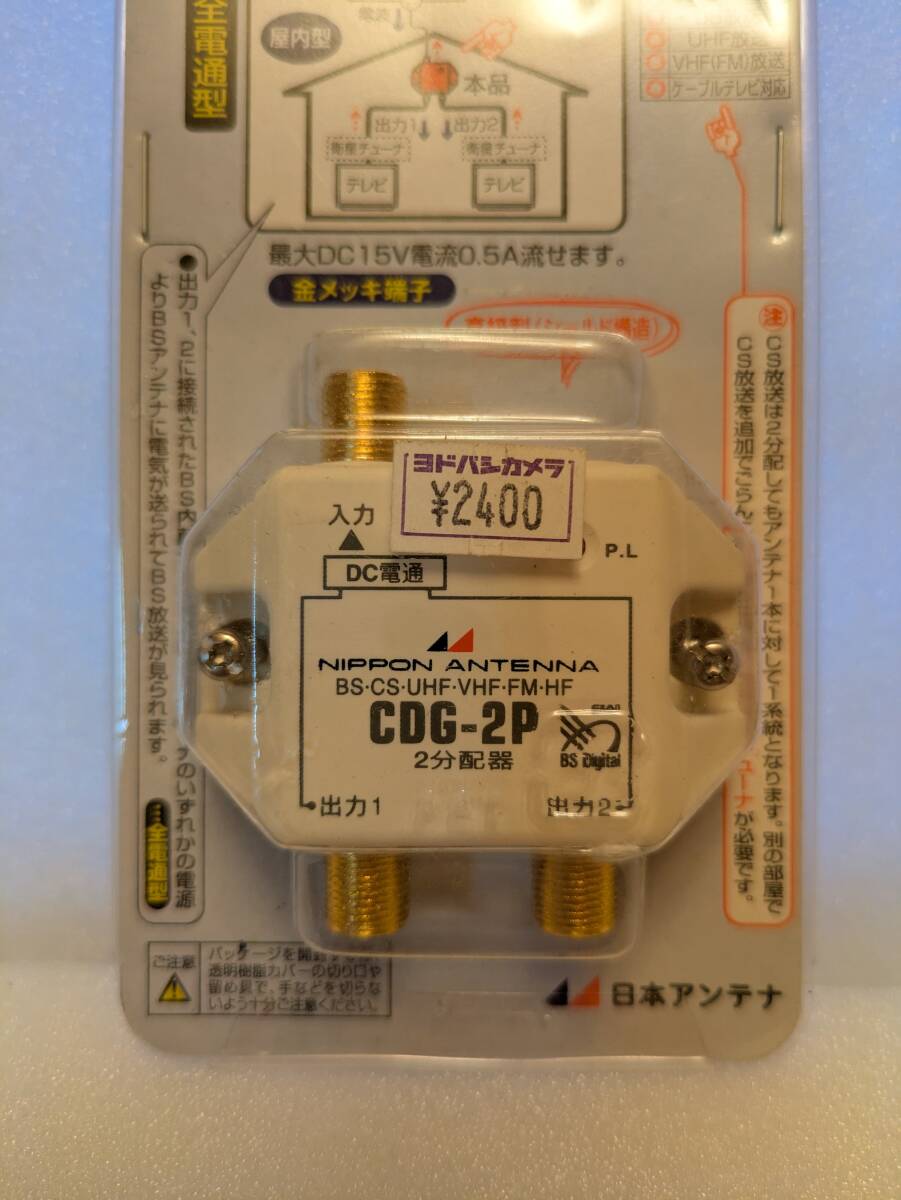 全電通型
屋内型
本品
出力1
出力2
衛星チューナ
衛星チューナ
テレビ
テレビ
UHF放送
VHF(FM)放送
ケーブルテレビ対応
最大DC15V電流0.5A流せます。
金メッキ端子
高級型(シールド構造)
●出力1、2に接続されたBS内
のいずれかの電源
よりBSアンテナに電気が送られてBS放送が見られます。
…全電通型
注
CS放送は2分配してもアンテナ1本に対して1系統となります。別の部屋で
CS放送を追加でごらん
ューナが必要です。
ヨドバシカメラ
¥2400
入力
P.L
DC電通
NIPPON ANTENNA
BS·CS·UHF·VHF·FM·HF
CDG-2P
2分配器
BS Digital
出力1
出力2
ご注意
パッケージを開封
透明樹脂カバーの切り口や
留め具で、手などを切らな
いよう十分ご注意ください。
日本アンテナ